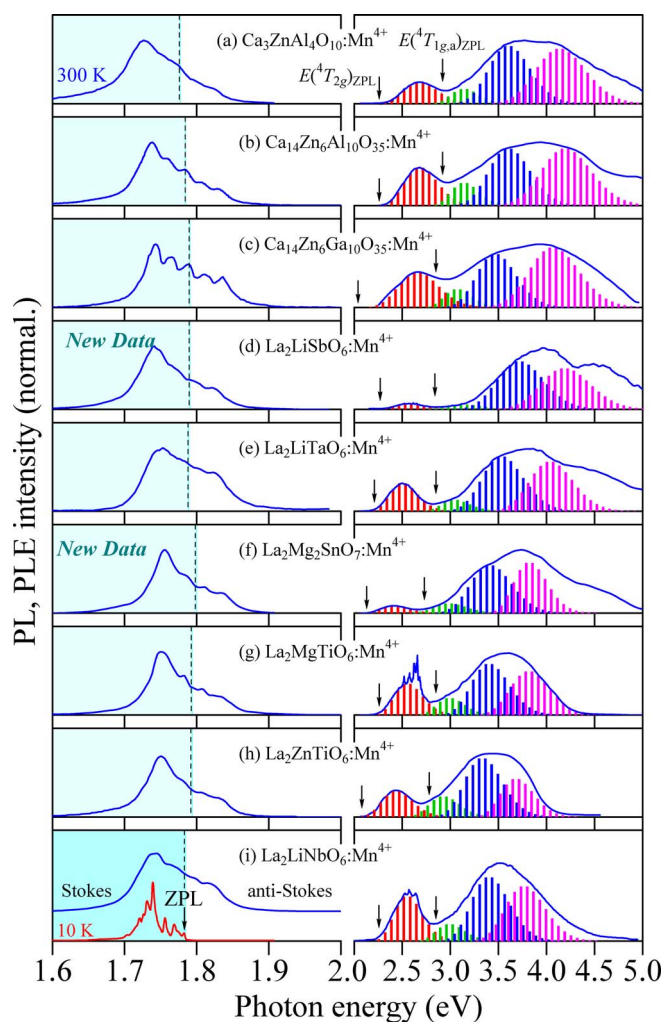 (a) Ca₃ZnAl₄O₁₀:Mn⁴⁺
300 K
E(⁴T₁g,a)ZPL
E(⁴T₂g)ZPL
(b) Ca₁₄Zn₆Al₁₀O₃₅:Mn⁴⁺
(c) Ca₁₄Zn₆Ga₁₀O₃₅:Mn⁴⁺
New Data
(d) La₂LiSbO₆:Mn⁴⁺
(e) La₂LiTaO₆:Mn⁴⁺
New Data
(f) La₂Mg₂SnO₇:Mn⁴⁺
(g) La₂MgTiO₆:Mn⁴⁺
(h) La₂ZnTiO₆:Mn⁴⁺
(i) La₂LiNbO₆:Mn⁴⁺
Stokes
ZPL
anti-Stokes
10 K
PL, PLE intensity (normal.)
1.6 1.7 1.8 1.9 2.0 2.5 3.0 3.5 4.0 4.5 5.0
Photon energy (eV) Photon energy (eV)